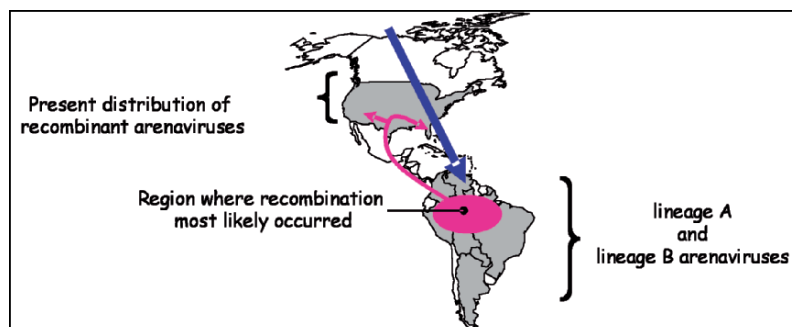 Present distribution of
recombinant arenaviruses
Region where recombination
most likely occurred
lineage A
and
lineage B arenaviruses